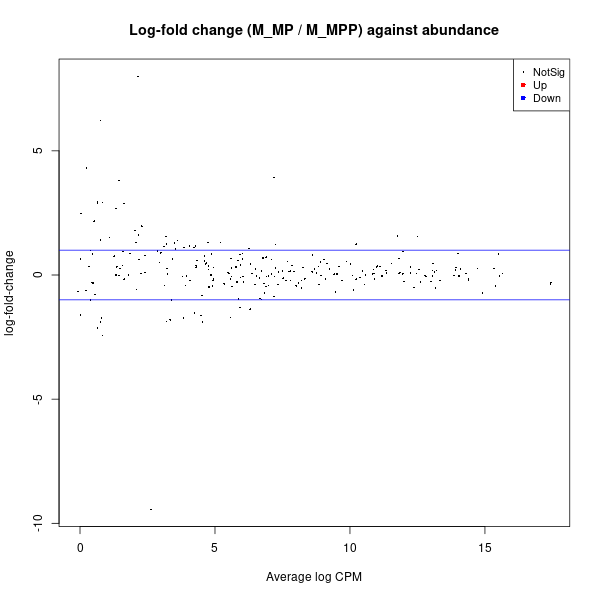 Log-fold change (M_MP / M_MPP) against abundance
NotSig
Up
Down
5
0
-5
-10
log-fold-change
0
5
10
15
Average log CPM